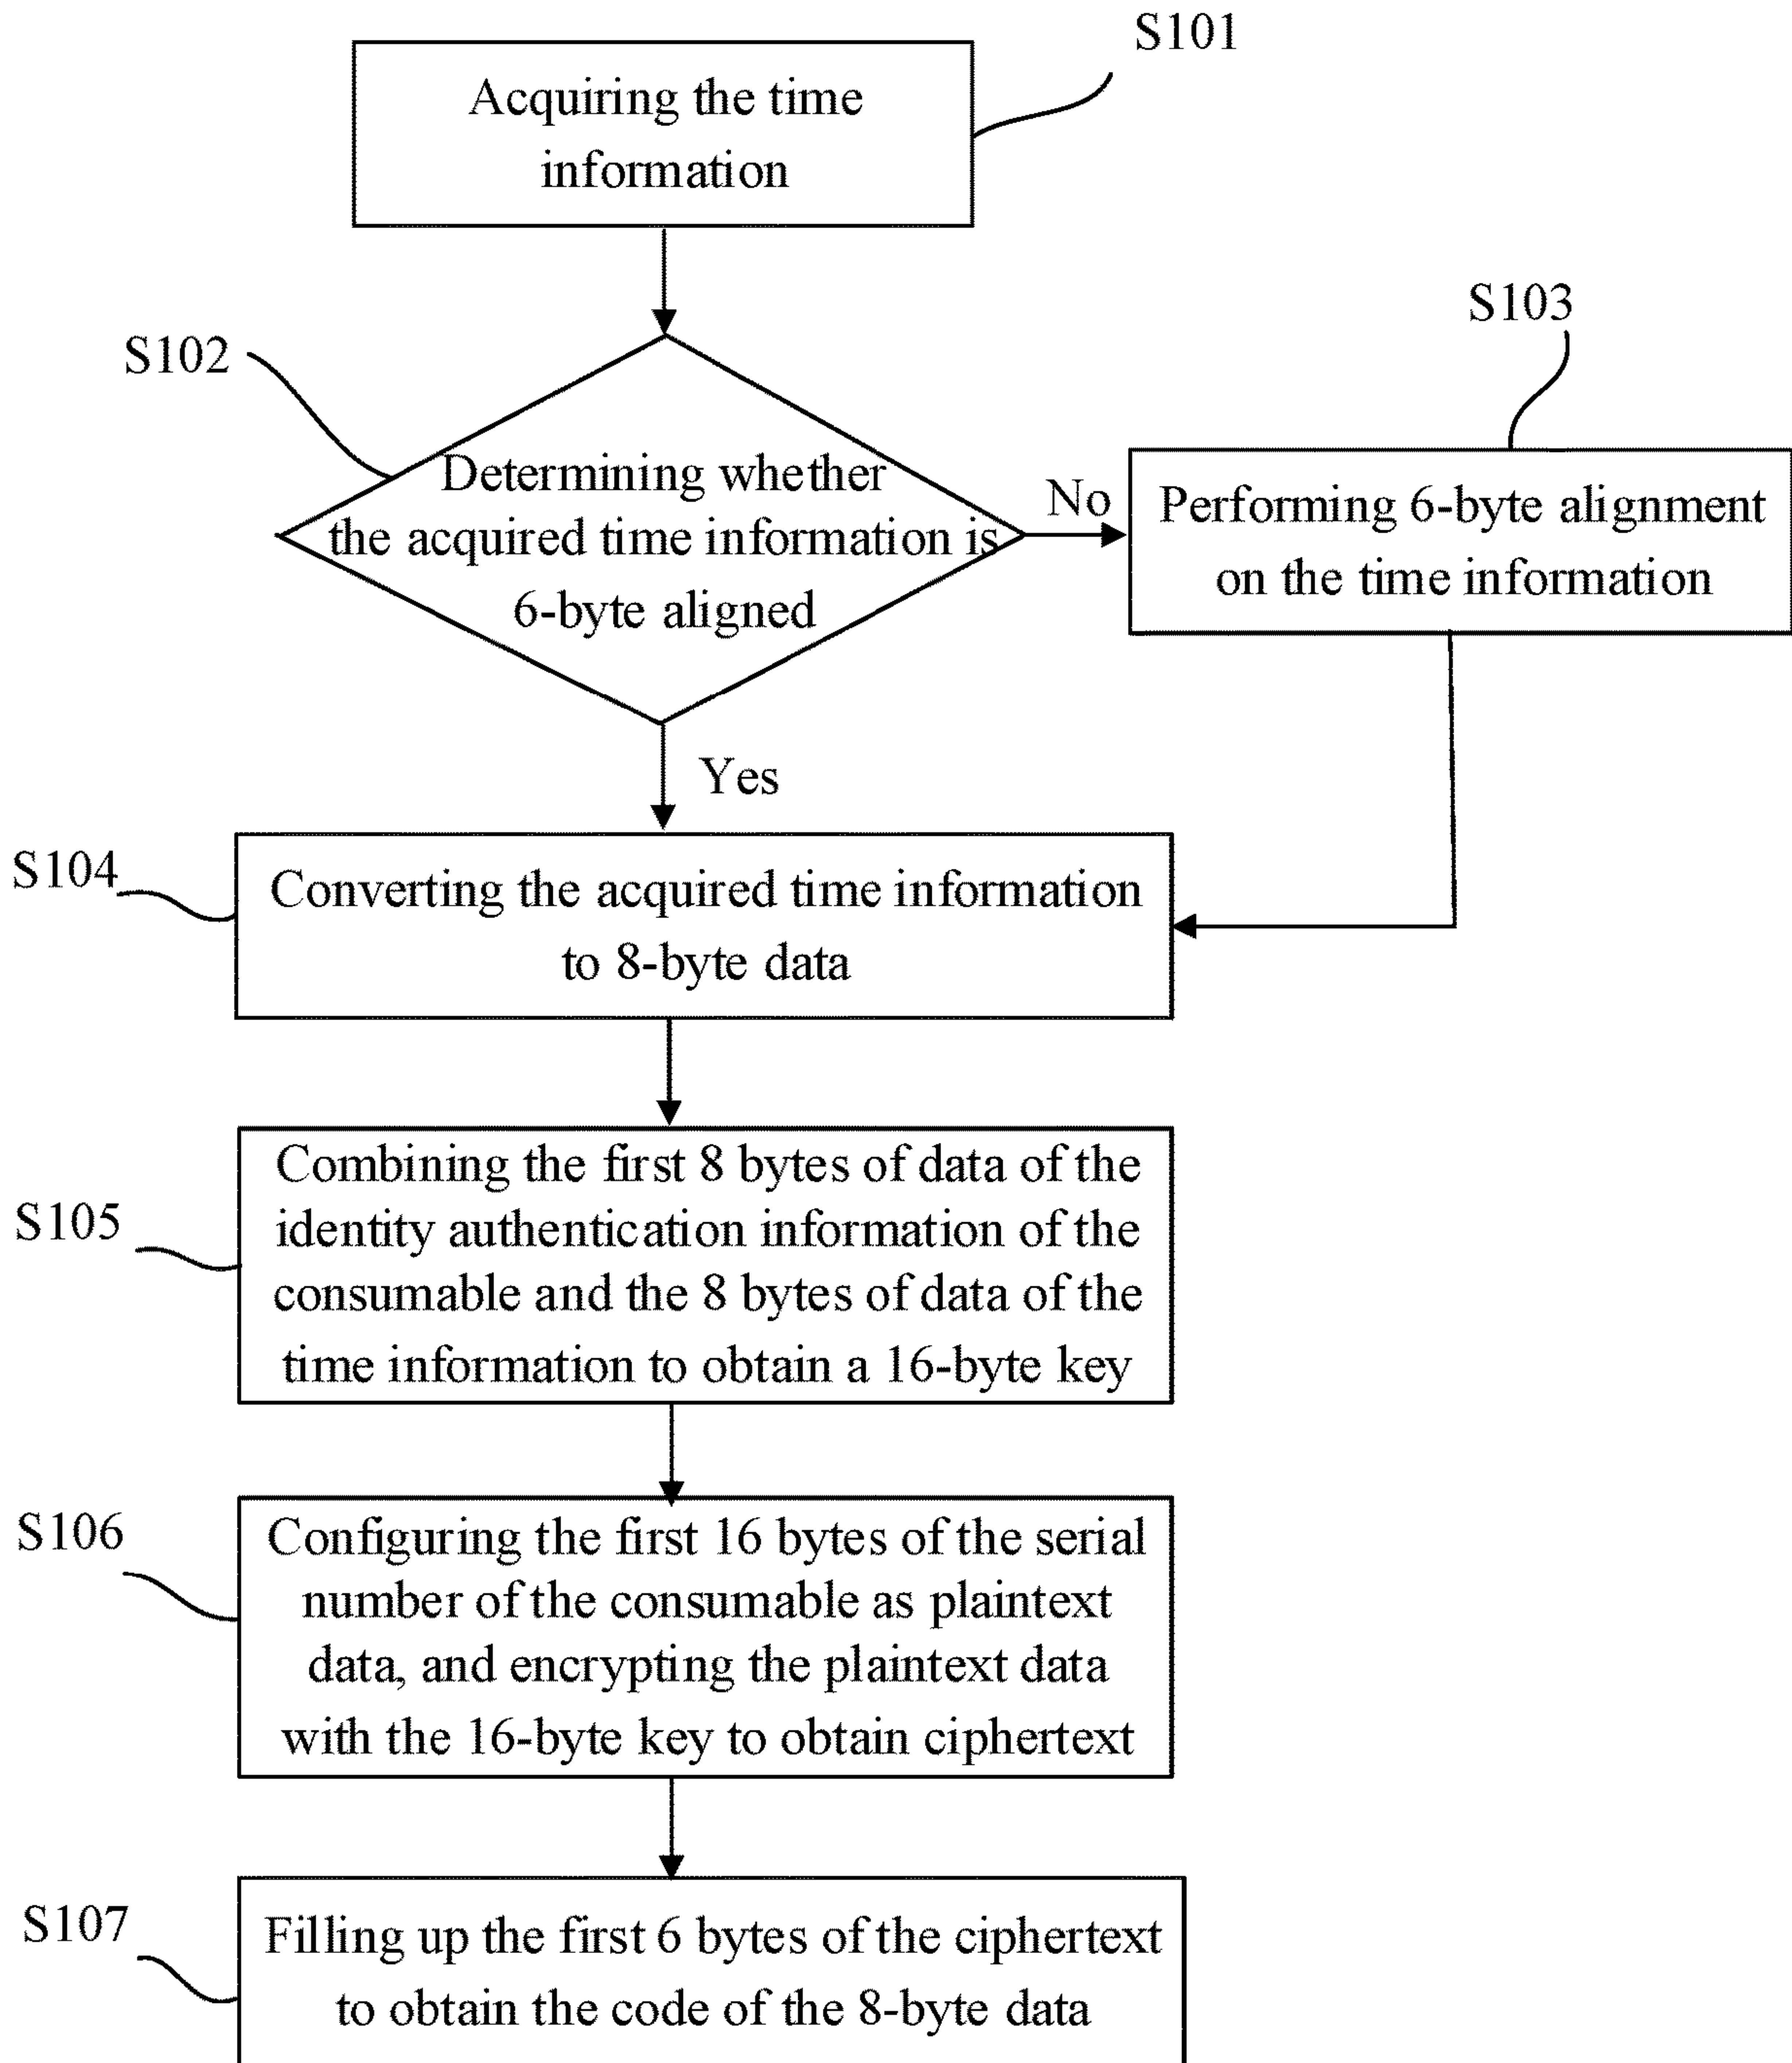 S101
Acquiring the time
information
S102
Determining whether
the acquired time information is
6-byte aligned
No
S103
Performing 6-byte alignment
on the time information
Yes
S104
Converting the acquired time information
to 8-byte data
S105
Combining the first 8 bytes of data of the
identity authentication information of the
consumable and the 8 bytes of data of the
time information to obtain a 16-byte key
S106
Configuring the first 16 bytes of the serial
number of the consumable as plaintext
data, and encrypting the plaintext data
with the 16-byte key to obtain ciphertext
S107
Filling up the first 6 bytes of the ciphertext
to obtain the code of the 8-byte data